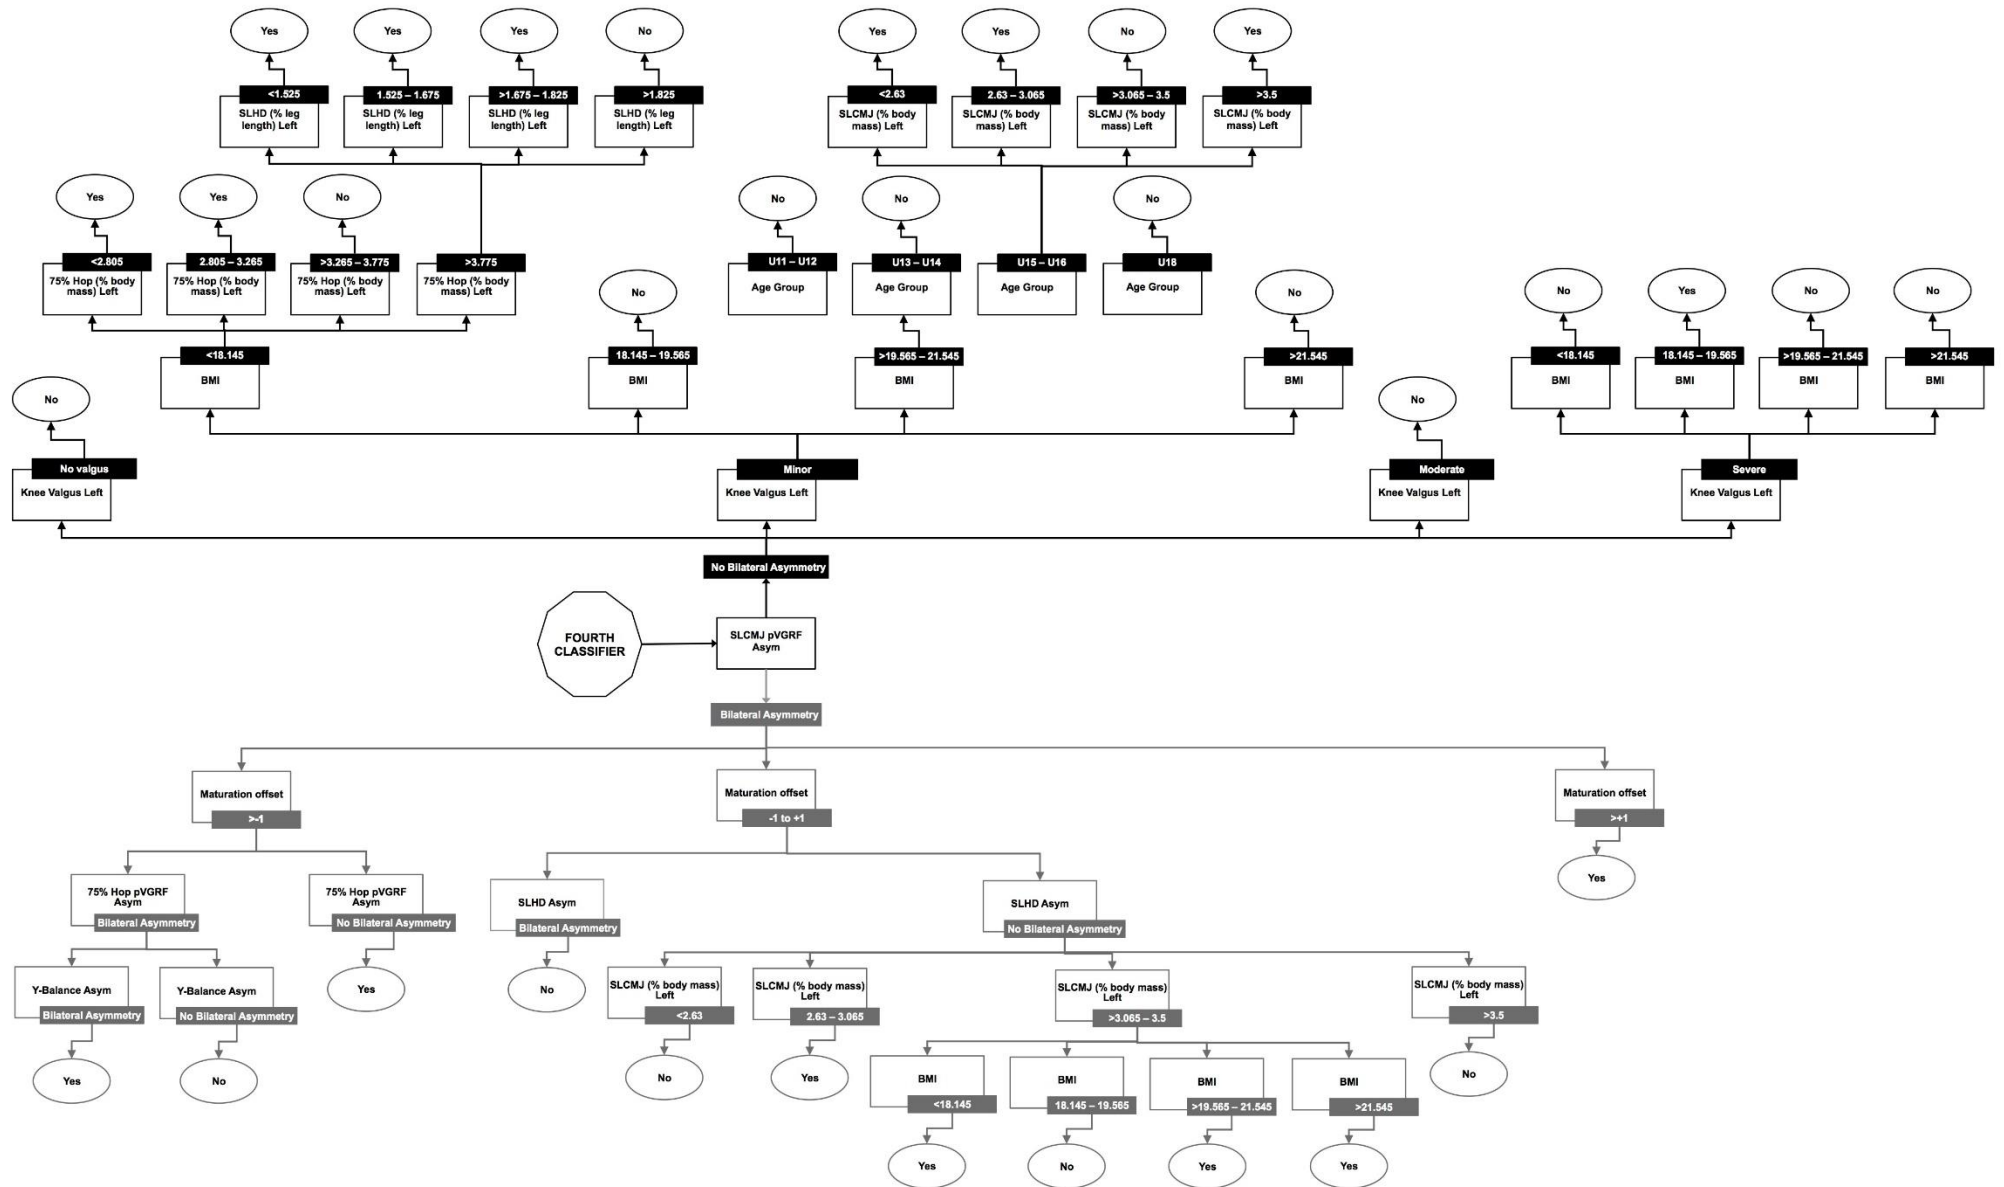 Yes
Yes
Yes
No
Yes
Yes
No
Yes
<1.525
1.525 – 1.675
>1.675 – 1.825
>1.825
<2.63
2.63 – 3.065
>3.065 – 3.5
>3.5
SLHD (% leg
length) Left
SLHD (% leg
length) Left
SLHD (% leg
length) Left
SLHD (% leg
length) Left
SLCMJ (% body
mass) Left
SLCMJ (% body
mass) Left
SLCMJ (% body
mass) Left
SLCMJ (% body
mass) Left
Yes
Yes
No
No
No
No
<2.805
2.805 – 3.265
>3.265 – 3.775
>3.775
U11 – U12
U13 – U14
U15 – U16
U18
75% Hop (% body
mass) Left
75% Hop (% body
mass) Left
75% Hop (% body
mass) Left
75% Hop (% body
mass) Left
Age Group
Age Group
Age Group
Age Group
No
No
No
Yes
No
No
<18.145
18.145 – 19.565
>19.565 – 21.545
>21.545
<18.145
18.145 – 19.565
>19.565 – 21.545
>21.545
BMI
BMI
BMI
BMI
BMI
BMI
BMI
BMI
No
No
No valgus
Minor
Moderate
Severe
Knee Valgus Left
Knee Valgus Left
Knee Valgus Left
Knee Valgus Left
No Bilateral Asymmetry
FOURTH
CLASSIFIER
SLCMJ pVGRF
Asym
Bilateral Asymmetry
Maturation offset
Maturation offset
Maturation offset
>-1
-1 to +1
>+1
Yes
75% Hop pVGRF
Asym
75% Hop pVGRF
Asym
SLHD Asym
SLHD Asym
Bilateral Asymmetry
No Bilateral Asymmetry
Bilateral Asymmetry
No Bilateral Asymmetry
Y-Balance Asym
Y-Balance Asym
Yes
No
SLCMJ (% body mass)
Left
SLCMJ (% body mass)
Left
SLCMJ (% body mass)
Left
SLCMJ (% body mass)
Left
Bilateral Asymmetry
No Bilateral Asymmetry
<2.63
2.63 – 3.065
>3.065 – 3.5
>3.5
Yes
No
No
Yes
No
BMI
BMI
BMI
BMI
<18.145
18.145 – 19.565
>19.565 – 21.545
>21.545
Yes
No
Yes
Yes